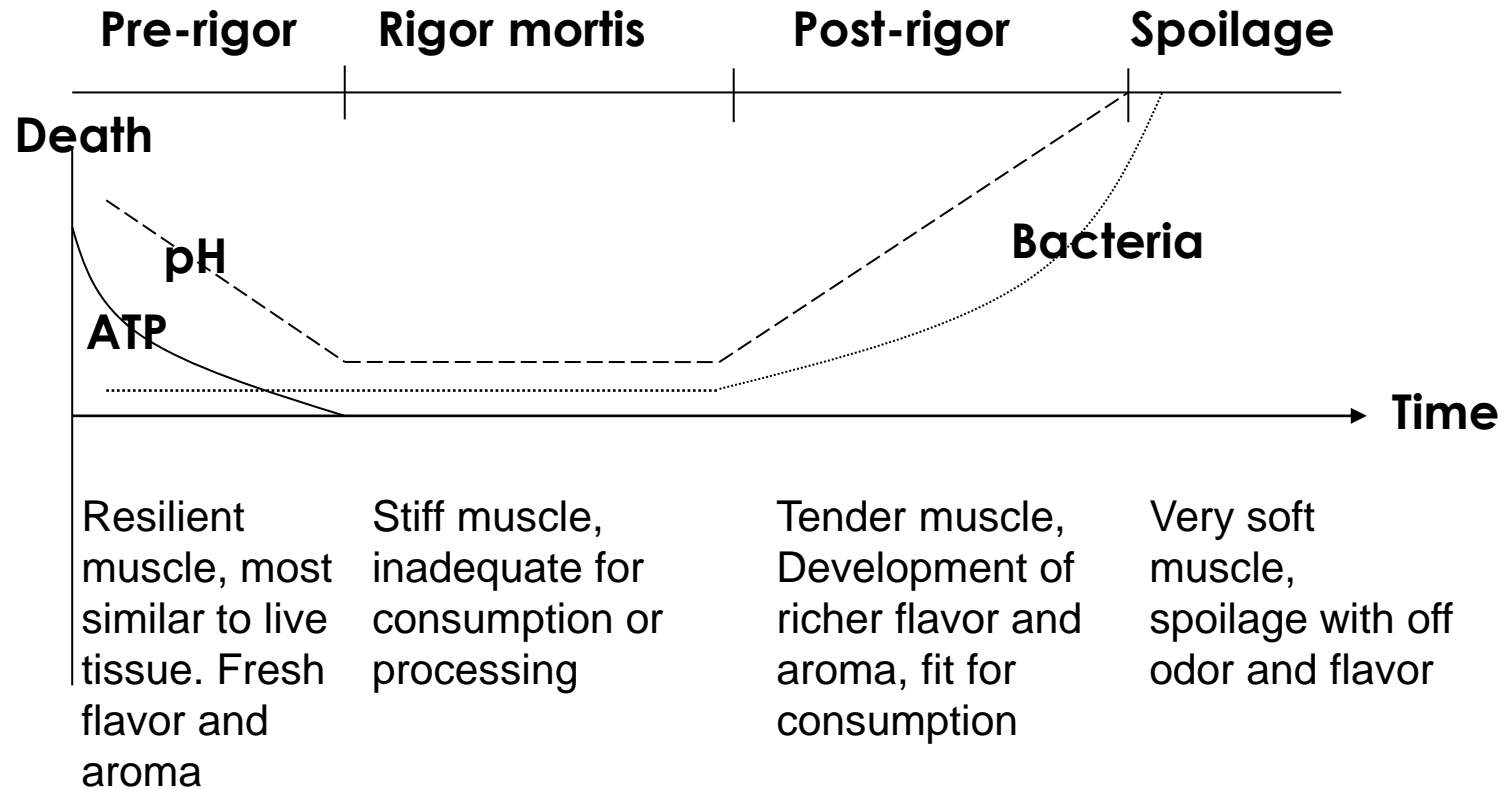 Pre-rigor Rigor mortis Post-rigor Spoilage
Death
pH
Bacteria
ATP
Time
Resilient
muscle, most
similar to live
tissue. Fresh
flavor and
aroma
Stiff muscle,
inadequate for
consumption or
processing
Tender muscle,
Development of
richer flavor and
aroma, fit for
consumption
Very soft
muscle,
spoilage with off
odor and flavor